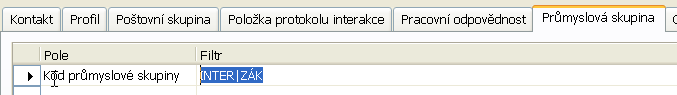 Kontakt Profil Poštovní skupina Položka protokolu interakce Pracovní odpovědnost Průmyslová skupina
Pole Filtr
Kód průmyslové skupiny INTER|ZÁK